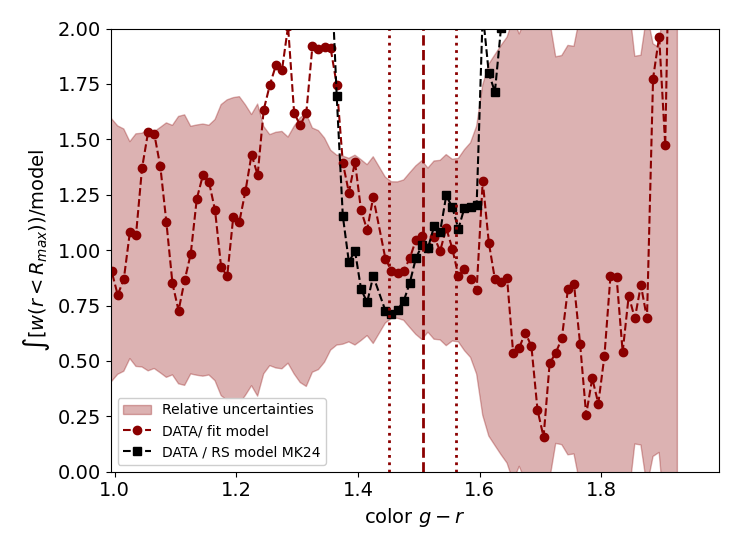 2.00
1.75
1.50
1.25
1.00
0.75
0.50
0.25
0.00
∫[w(r < R_{max}))/model
Relative uncertainties
DATA/ fit model
DATA / RS model MK24
1.0 1.2 1.4 1.6 1.8
color g − r